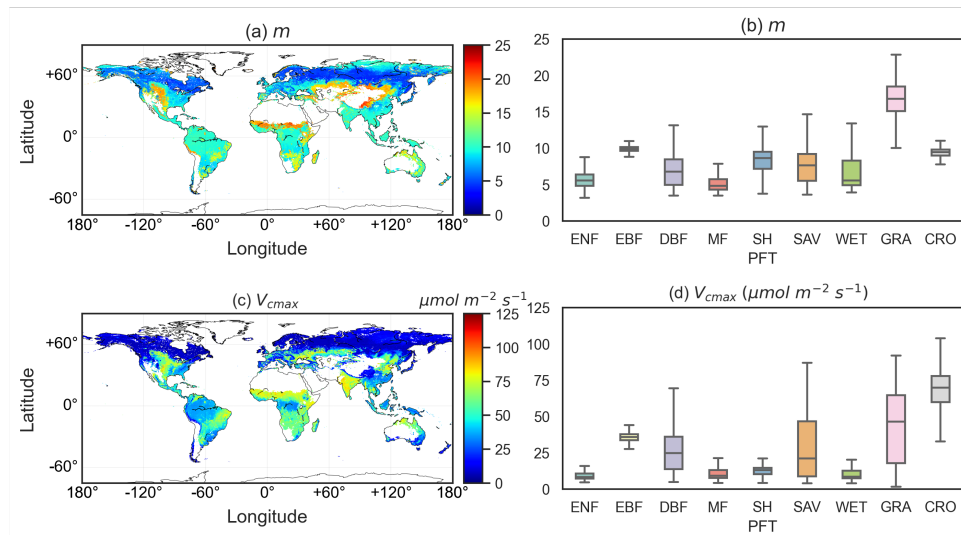 (a) m
+60°
0°
-60°
180° -120° -60° 0° +60° +120° 180°
Latitude
Longitude
25
20
15
10
5
0
(b) m
25
20
15
10
5
0
ENF EBF DBF MF SH SAV WET GRA CRO
PFT
(c) Vcmax
μmol m−2 s−1
+60°
0°
-60°
180° -120° -60° 0° +60° +120° 180°
Latitude
Longitude
125
100
75
50
25
0
(d) Vcmax (μmol m−2 s−1)
125
100
75
50
25
0
ENF EBF DBF MF SH SAV WET GRA CRO
PFT